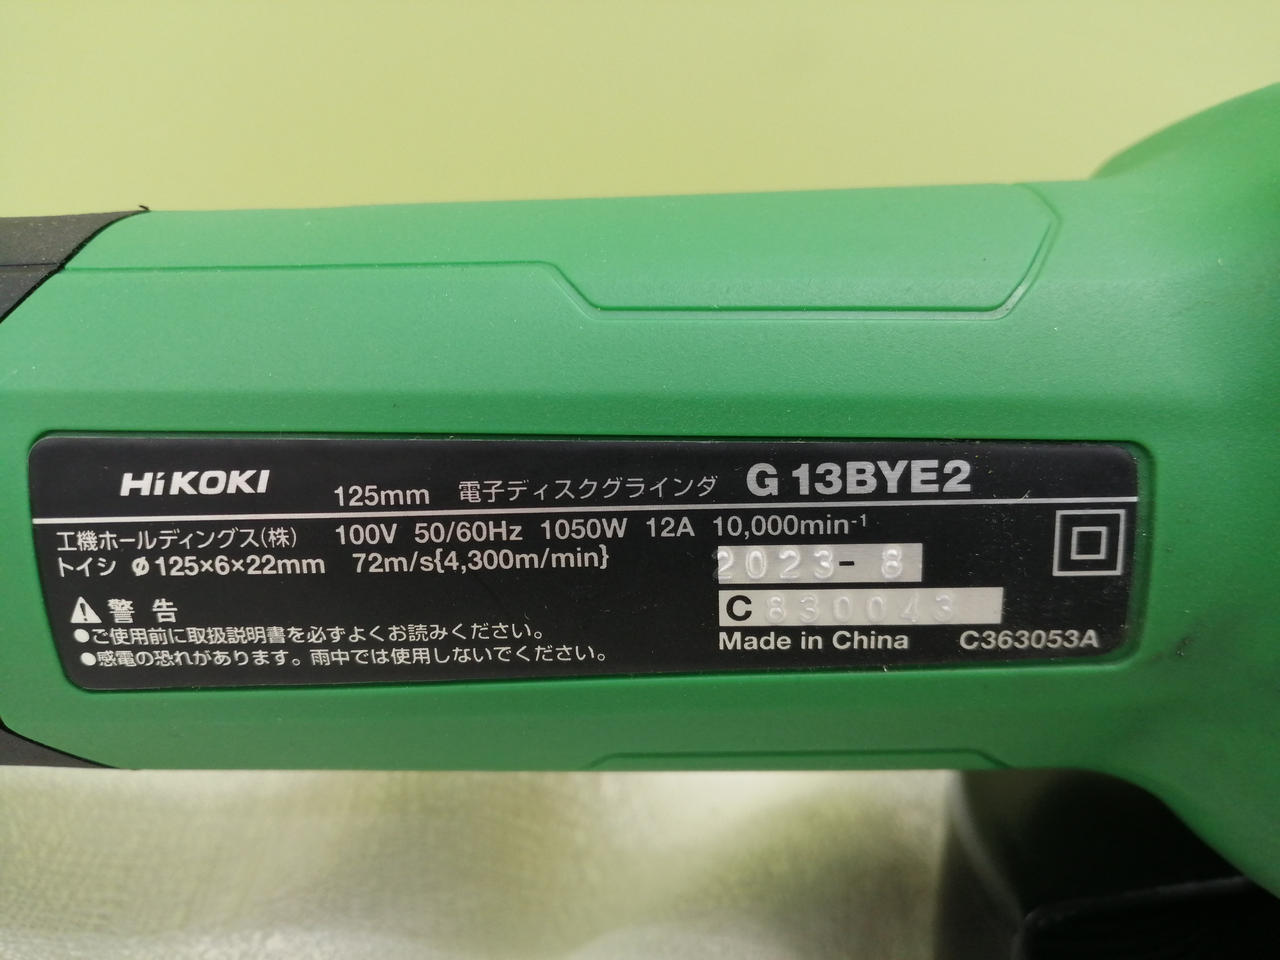 HiKOKI 125mm 電子ディスクグラインダ G 13BYE2
工機ホールディングス(株) 100V 50/60Hz 1050W 12A 10,000min⁻¹
トイシ ø125×6×22mm 72m/s{4,300m/min}
2023- 8
⚠警告
C 830043
●ご使用前に取扱説明書を必ずよくお読みください。
●感電の恐れがあります。雨中では使用しないでください。
Made in China C363053A